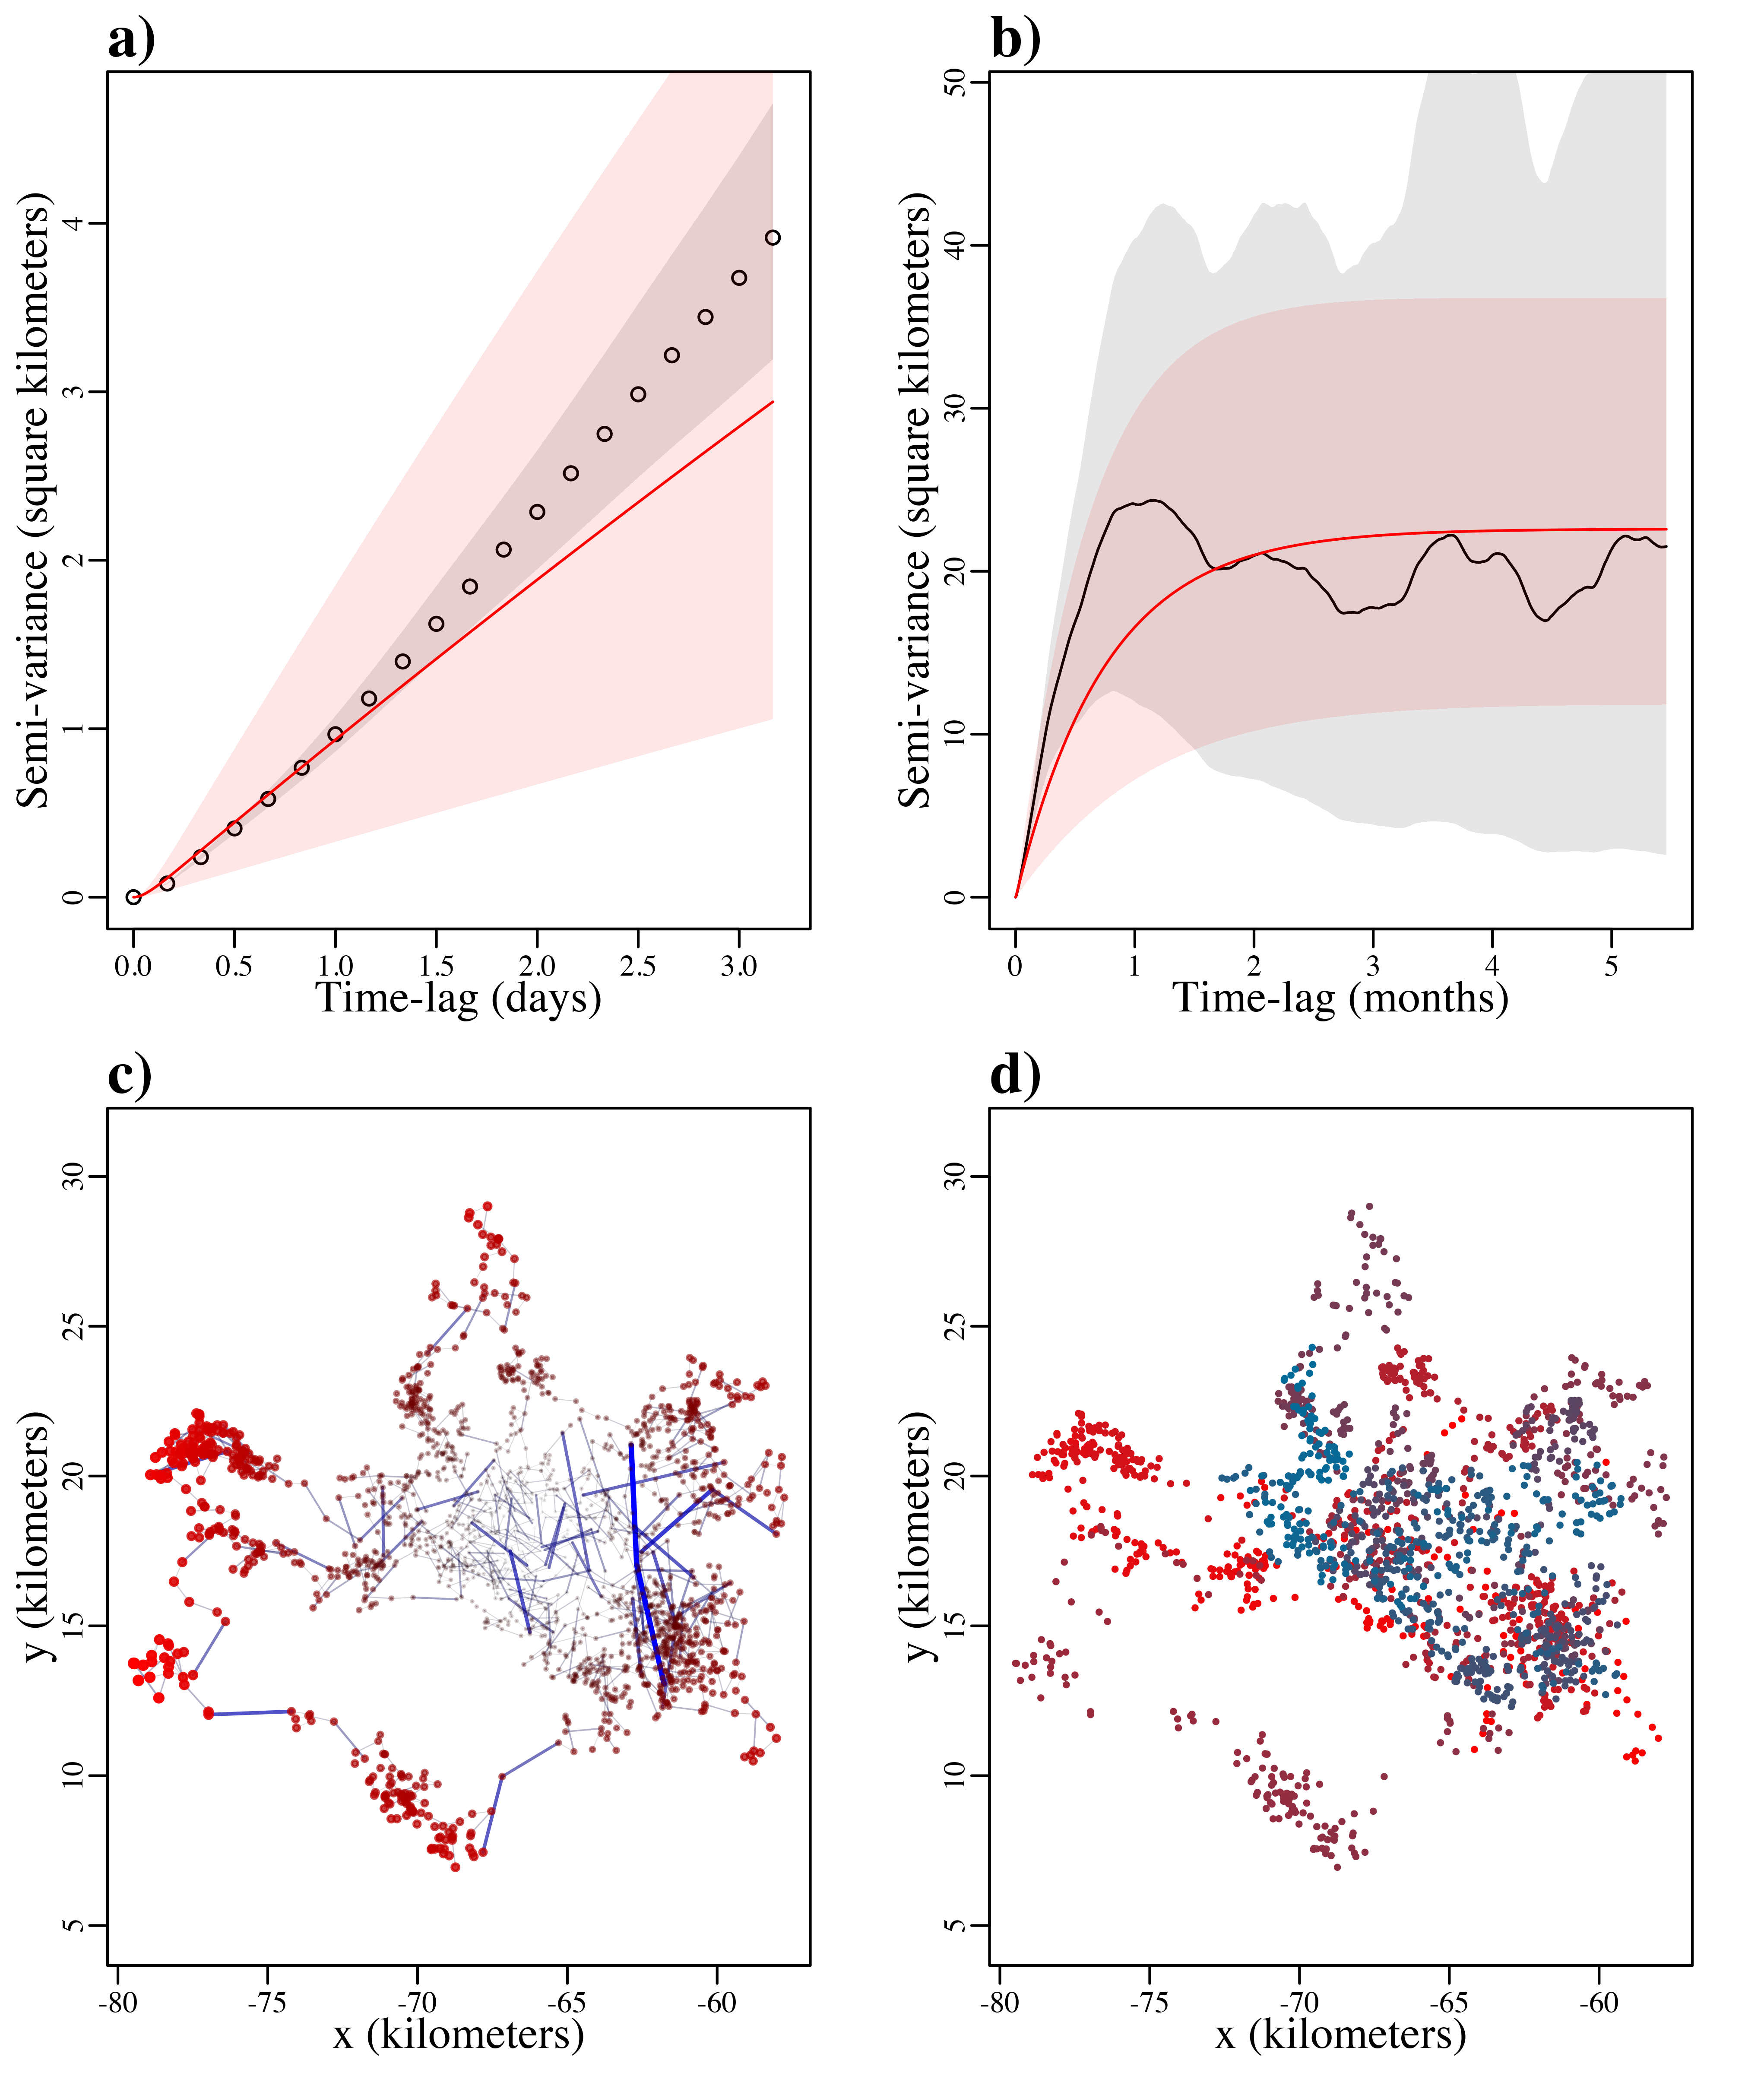 a)
Semi-variance (square kilometers)
4
3
2
1
0
0.0 0.5 1.0 1.5 2.0 2.5 3.0
Time-lag (days)
b)
Semi-variance (square kilometers)
50
40
30
20
10
0
0 1 2 3 4 5
Time-lag (months)
c)
y (kilometers)
30
25
20
15
10
5
-80 -75 -70 -65 -60
x (kilometers)
d)
y (kilometers)
30
25
20
15
10
5
-80 -75 -70 -65 -60
x (kilometers)